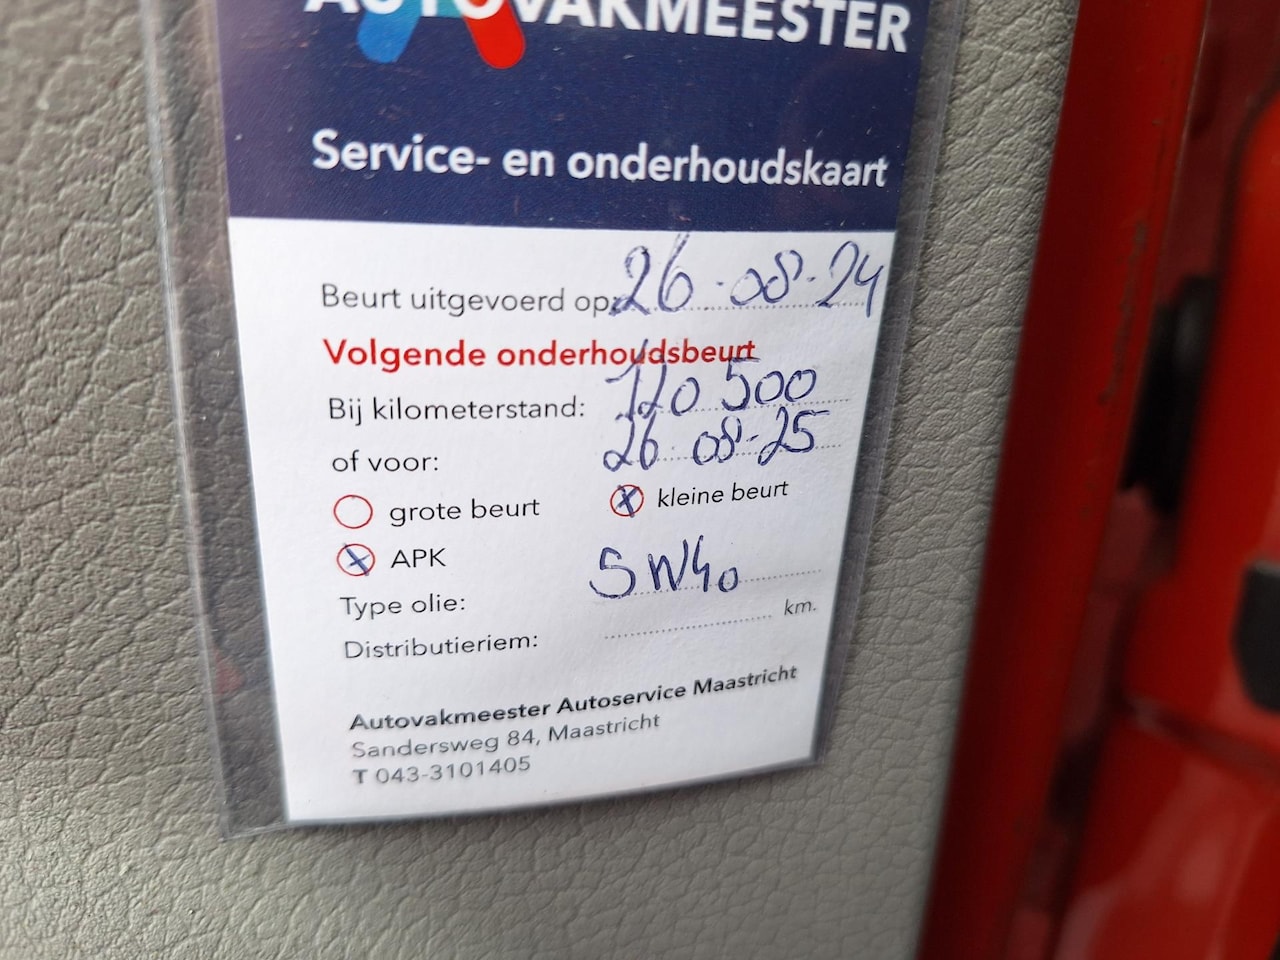 AUTOVAKMEESTER
Service- en onderhoudskaart
Beurt uitgevoerd op: 26-08-24
Volgende onderhoudsbeurt
Bij kilometerstand: 120 500
of voor: 26-08-25
grote beurt kleine beurt
APK
Type olie: 5W40
Distributieriem: km.
Autovakmeester Autoservice Maastricht
Sandersweg 84, Maastricht
T 043-3101405